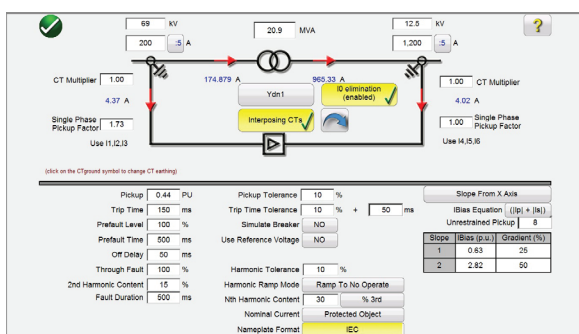 69 kV 20.9 MVA 12.5 kV ?
200 :5 A 1,200 :5 A
CT Multiplier 1.00 174.879 A 965.33 A 1.00 CT Multiplier
4.37 A Ydn1 I0 elimination (enabled) 4.02 A
Single Phase Pickup Factor 1.73 Interposing CTs 1.00 Single Phase Pickup Factor
Use I1,I2,I3 Use I4,I5,I6
(click on the CTground symbol to change CT earthing)
Pickup 0.44 PU Pickup Tolerance 10 % Slope From X Axis
Trip Time 150 ms Trip Time Tolerance 10 % + 50 ms IBias Equation (|Ip| + |Is|)
Prefault Level 100 % Simulate Breaker NO Unrestrained Pickup 8
Prefault Time 500 ms Use Reference Voltage NO Slope IBias (p.u.) Gradient (%)
Off Delay 50 ms 1 0.63 25
Through Fault 100 % Harmonic Tolerance 10 % 2 2.82 50
2nd Harmonic Content 15 % Harmonic Ramp Mode Ramp To No Operate
Fault Duration 500 ms Nth Harmonic Content 30 % 3rd
Nominal Current Protected Object
Nameplate Format IEC